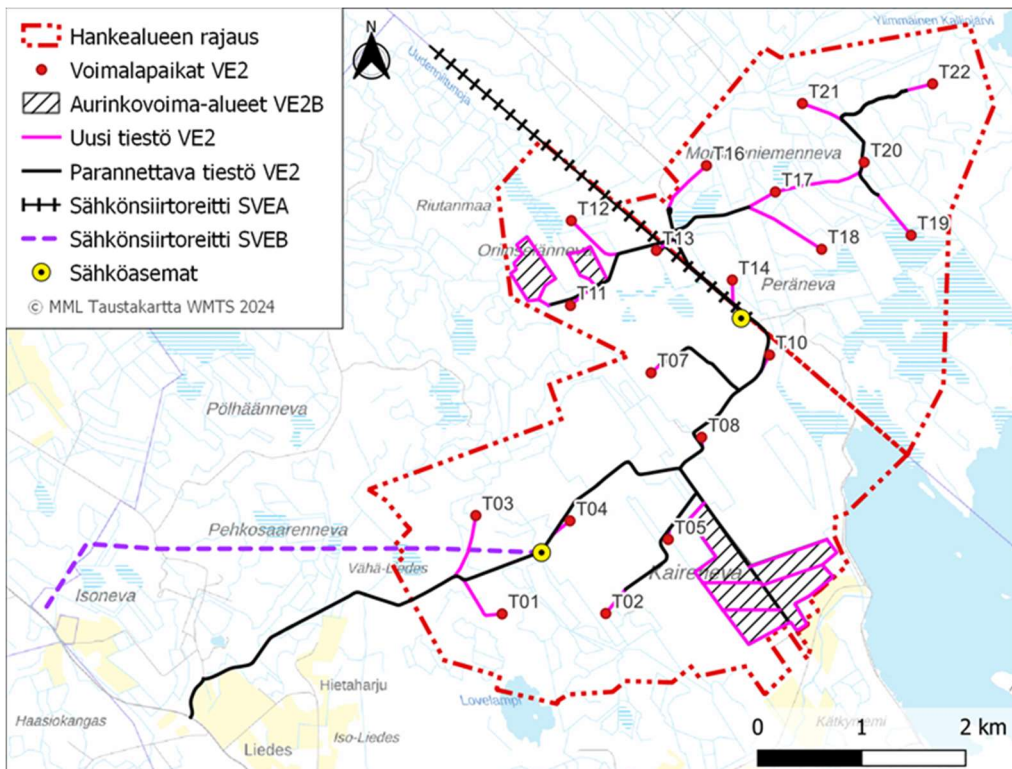 Hankealueen rajaus
Voimalapaikat VE2
Aurinkovoima-alueet VE2B
Uusi tiestö VE2
Parannettava tiestö VE2
Sähkönsiirtoreitti SVEA
Sähkönsiirtoreitti SVEB
Sähköasemat
© MML Taustakartta WMTS 2024
N
T22
T21
T20
T16
T17
Riutanmaa
T12
T19
T13
T18
T14
Peräneva
T11
T10
T07
Pölhäänneva
T08
T03
T04
Pehkosaarenneva
T05
Vähä-Liedes
Kaireneva
Isoneva
T01
T02
Hietaharju
Lovelampi
Haasiokangas
Iso-Liedes
Liedes
0 1 2 km